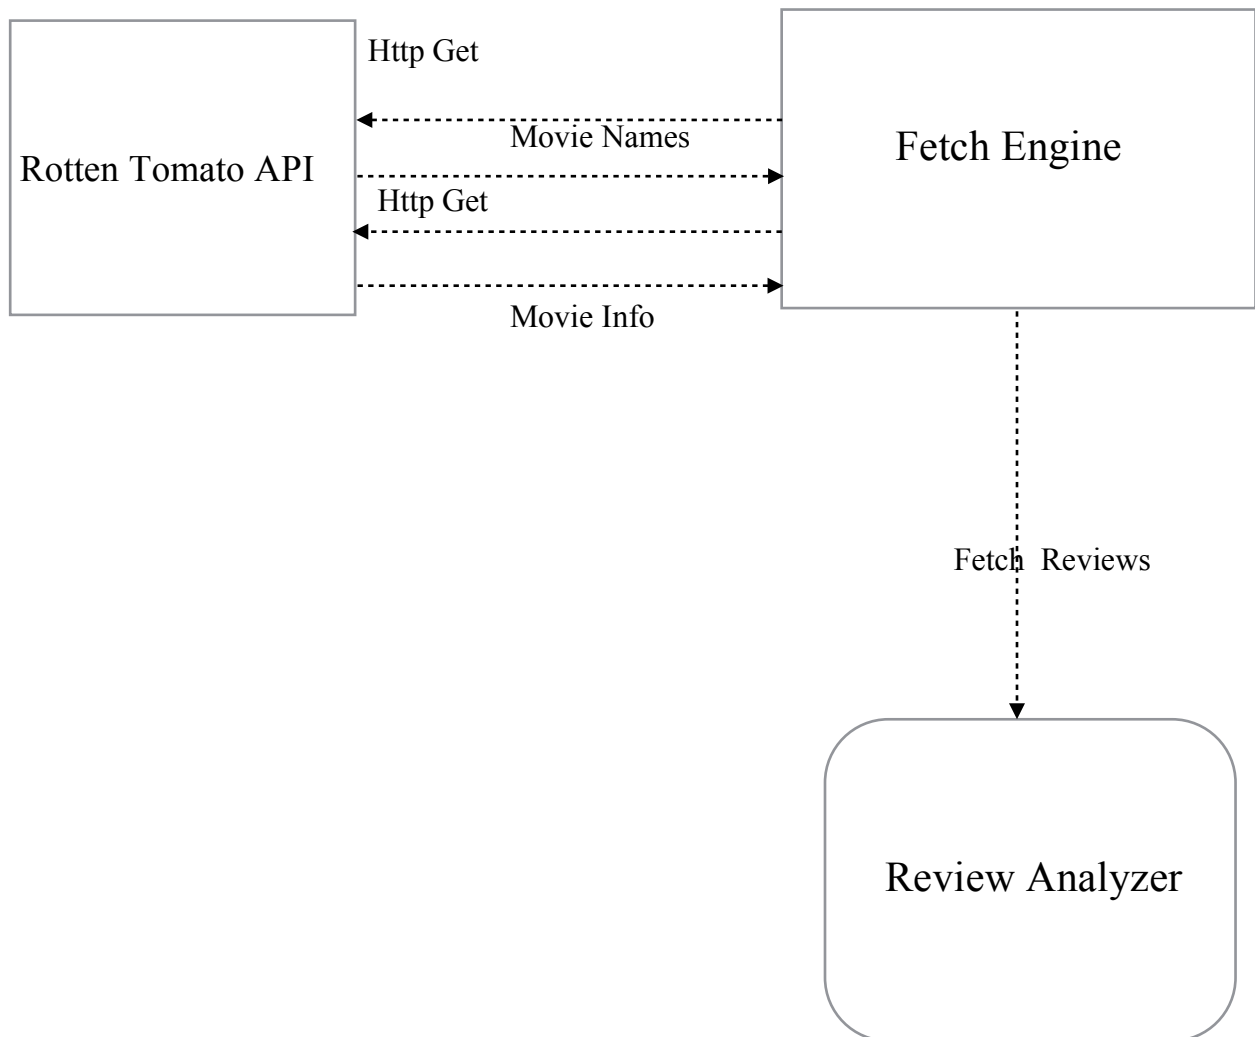 Http Get
Movie Names
Fetch Engine
Rotten Tomato API
Http Get
Movie Info
Fetch Reviews
Review Analyzer